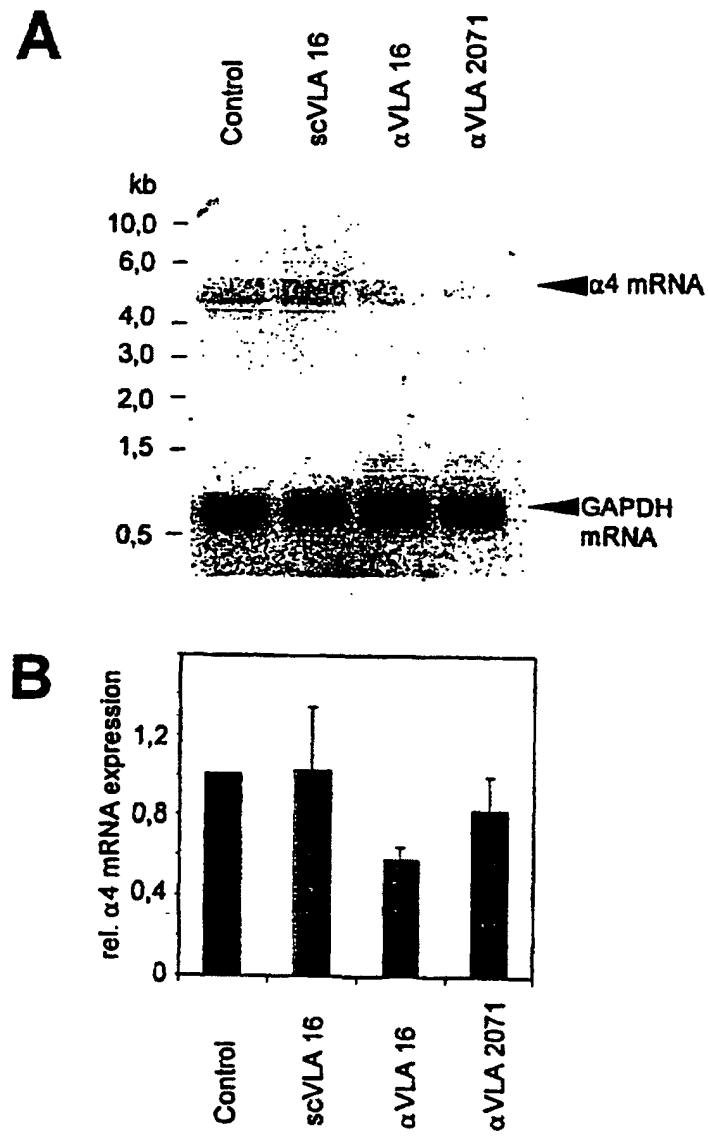 A
Control
scVLA 16
αVLA 16
αVLA 2071
kb
10,0
6,0
4,0
3,0
2,0
1,5
0,5
α4 mRNA
GAPDH
mRNA
B
rel. α4 mRNA expression
1,2
0,8
0,4
0
Control
scVLA 16
αVLA 16
αVLA 2071